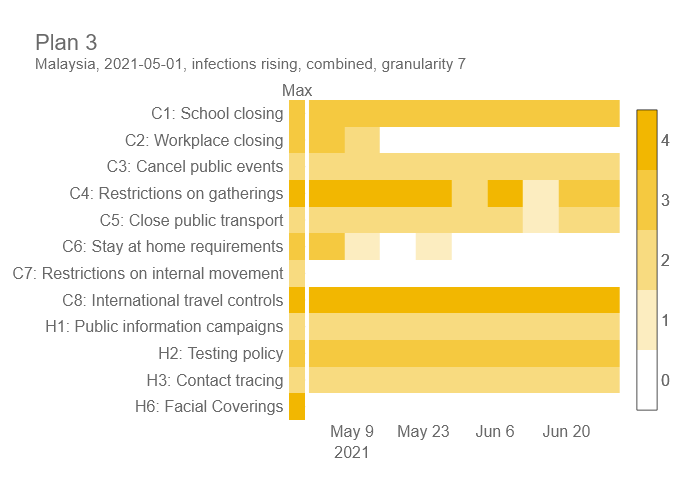 Plan 3
Malaysia, 2021-05-01, infections rising, combined, granularity 7
Max
C1: School closing
C2: Workplace closing
C3: Cancel public events
C4: Restrictions on gatherings
C5: Close public transport
C6: Stay at home requirements
C7: Restrictions on internal movement
C8: International travel controls
H1: Public information campaigns
H2: Testing policy
H3: Contact tracing
H6: Facial Coverings
May 9 May 23 Jun 6 Jun 20
2021
4
3
2
1
0